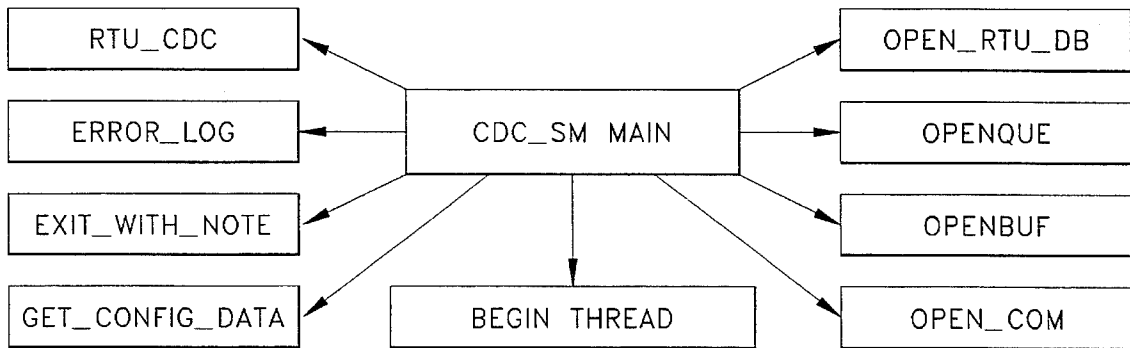 RTU_CDC
OPEN_RTU_DB
ERROR_LOG
CDC_SM MAIN
OPENQUE
EXIT_WITH_NOTE
OPENBUF
GET_CONFIG_DATA
BEGIN THREAD
OPEN_COM